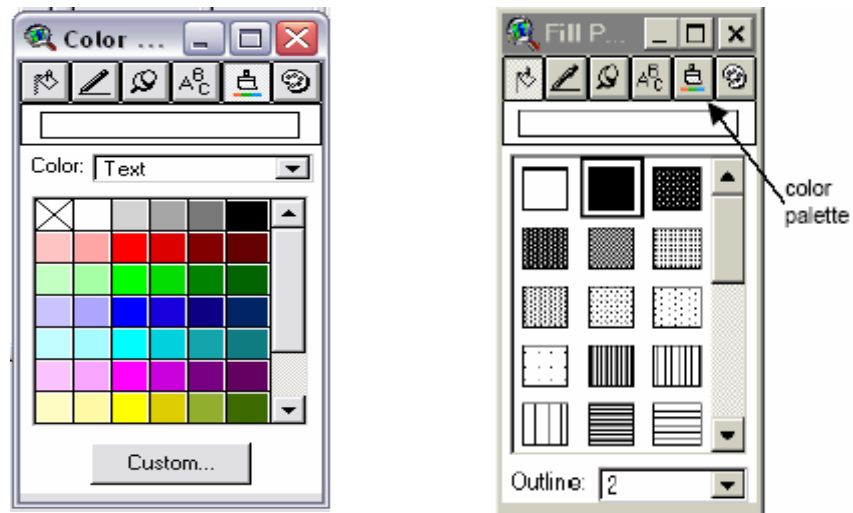 Color ...
A B C
Color: Text
Custom...
Fill P...
A B C
color
palette
Outline: 2